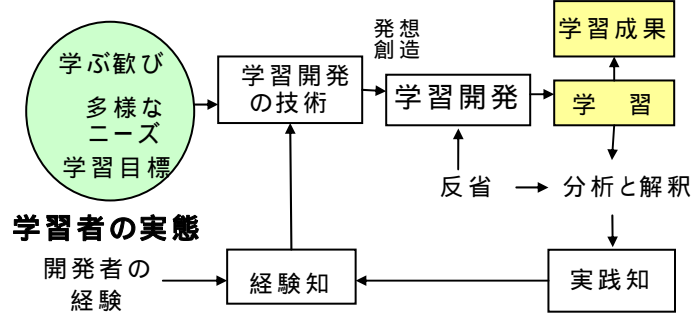 学ぶ歓び
多様な
ニーズ
学習目標
学習者の実態
学習開発
の技術
発想
創造
学習開発
学習成果
学 習
反省
分析と解釈
開発者の
経験
経験知
実践知